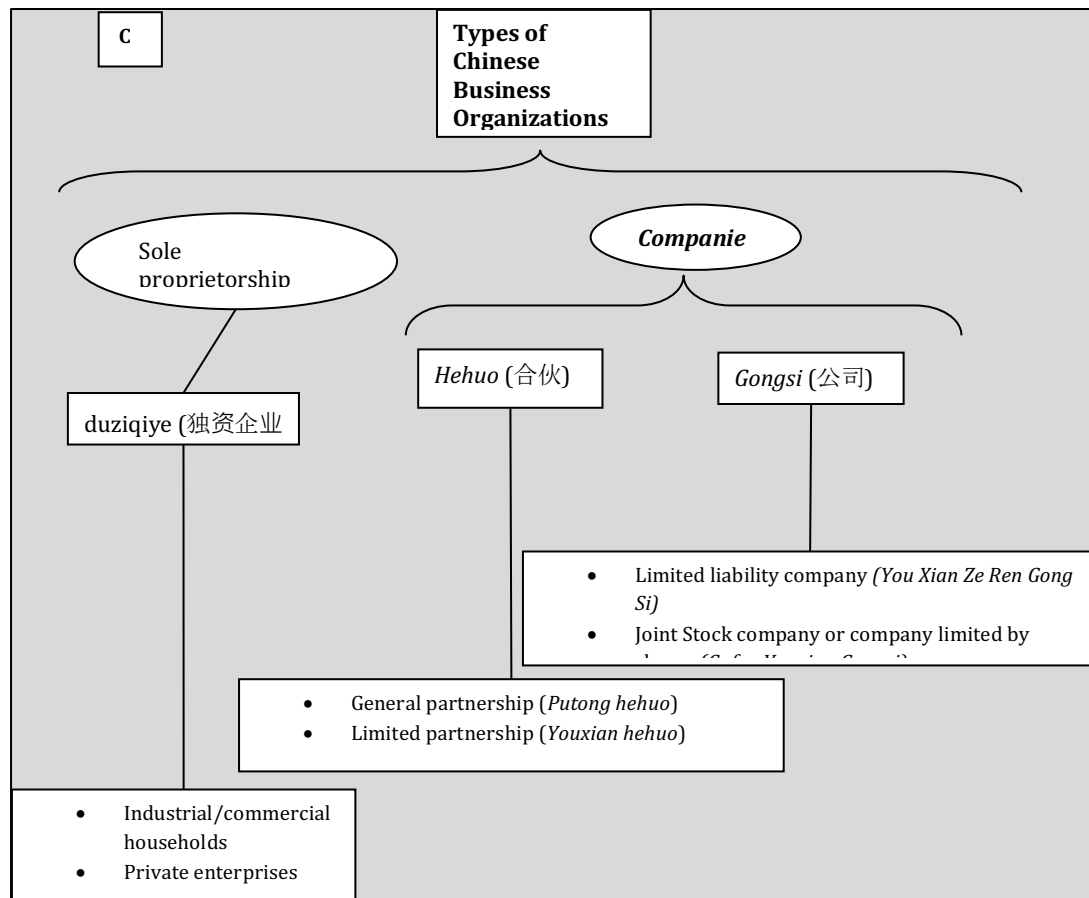 C
Types of
Chinese
Business
Organizations
Sole
proprietorship
Companie
Hehuo (合伙)
Gongsi (公司)
duziqiye (独资企业
• Limited liability company (You Xian Ze Ren Gong
Si)
• Joint Stock company or company limited by
• General partnership (Putong hehuo)
• Limited partnership (Youxian hehuo)
• Industrial/commercial
households
• Private enterprises